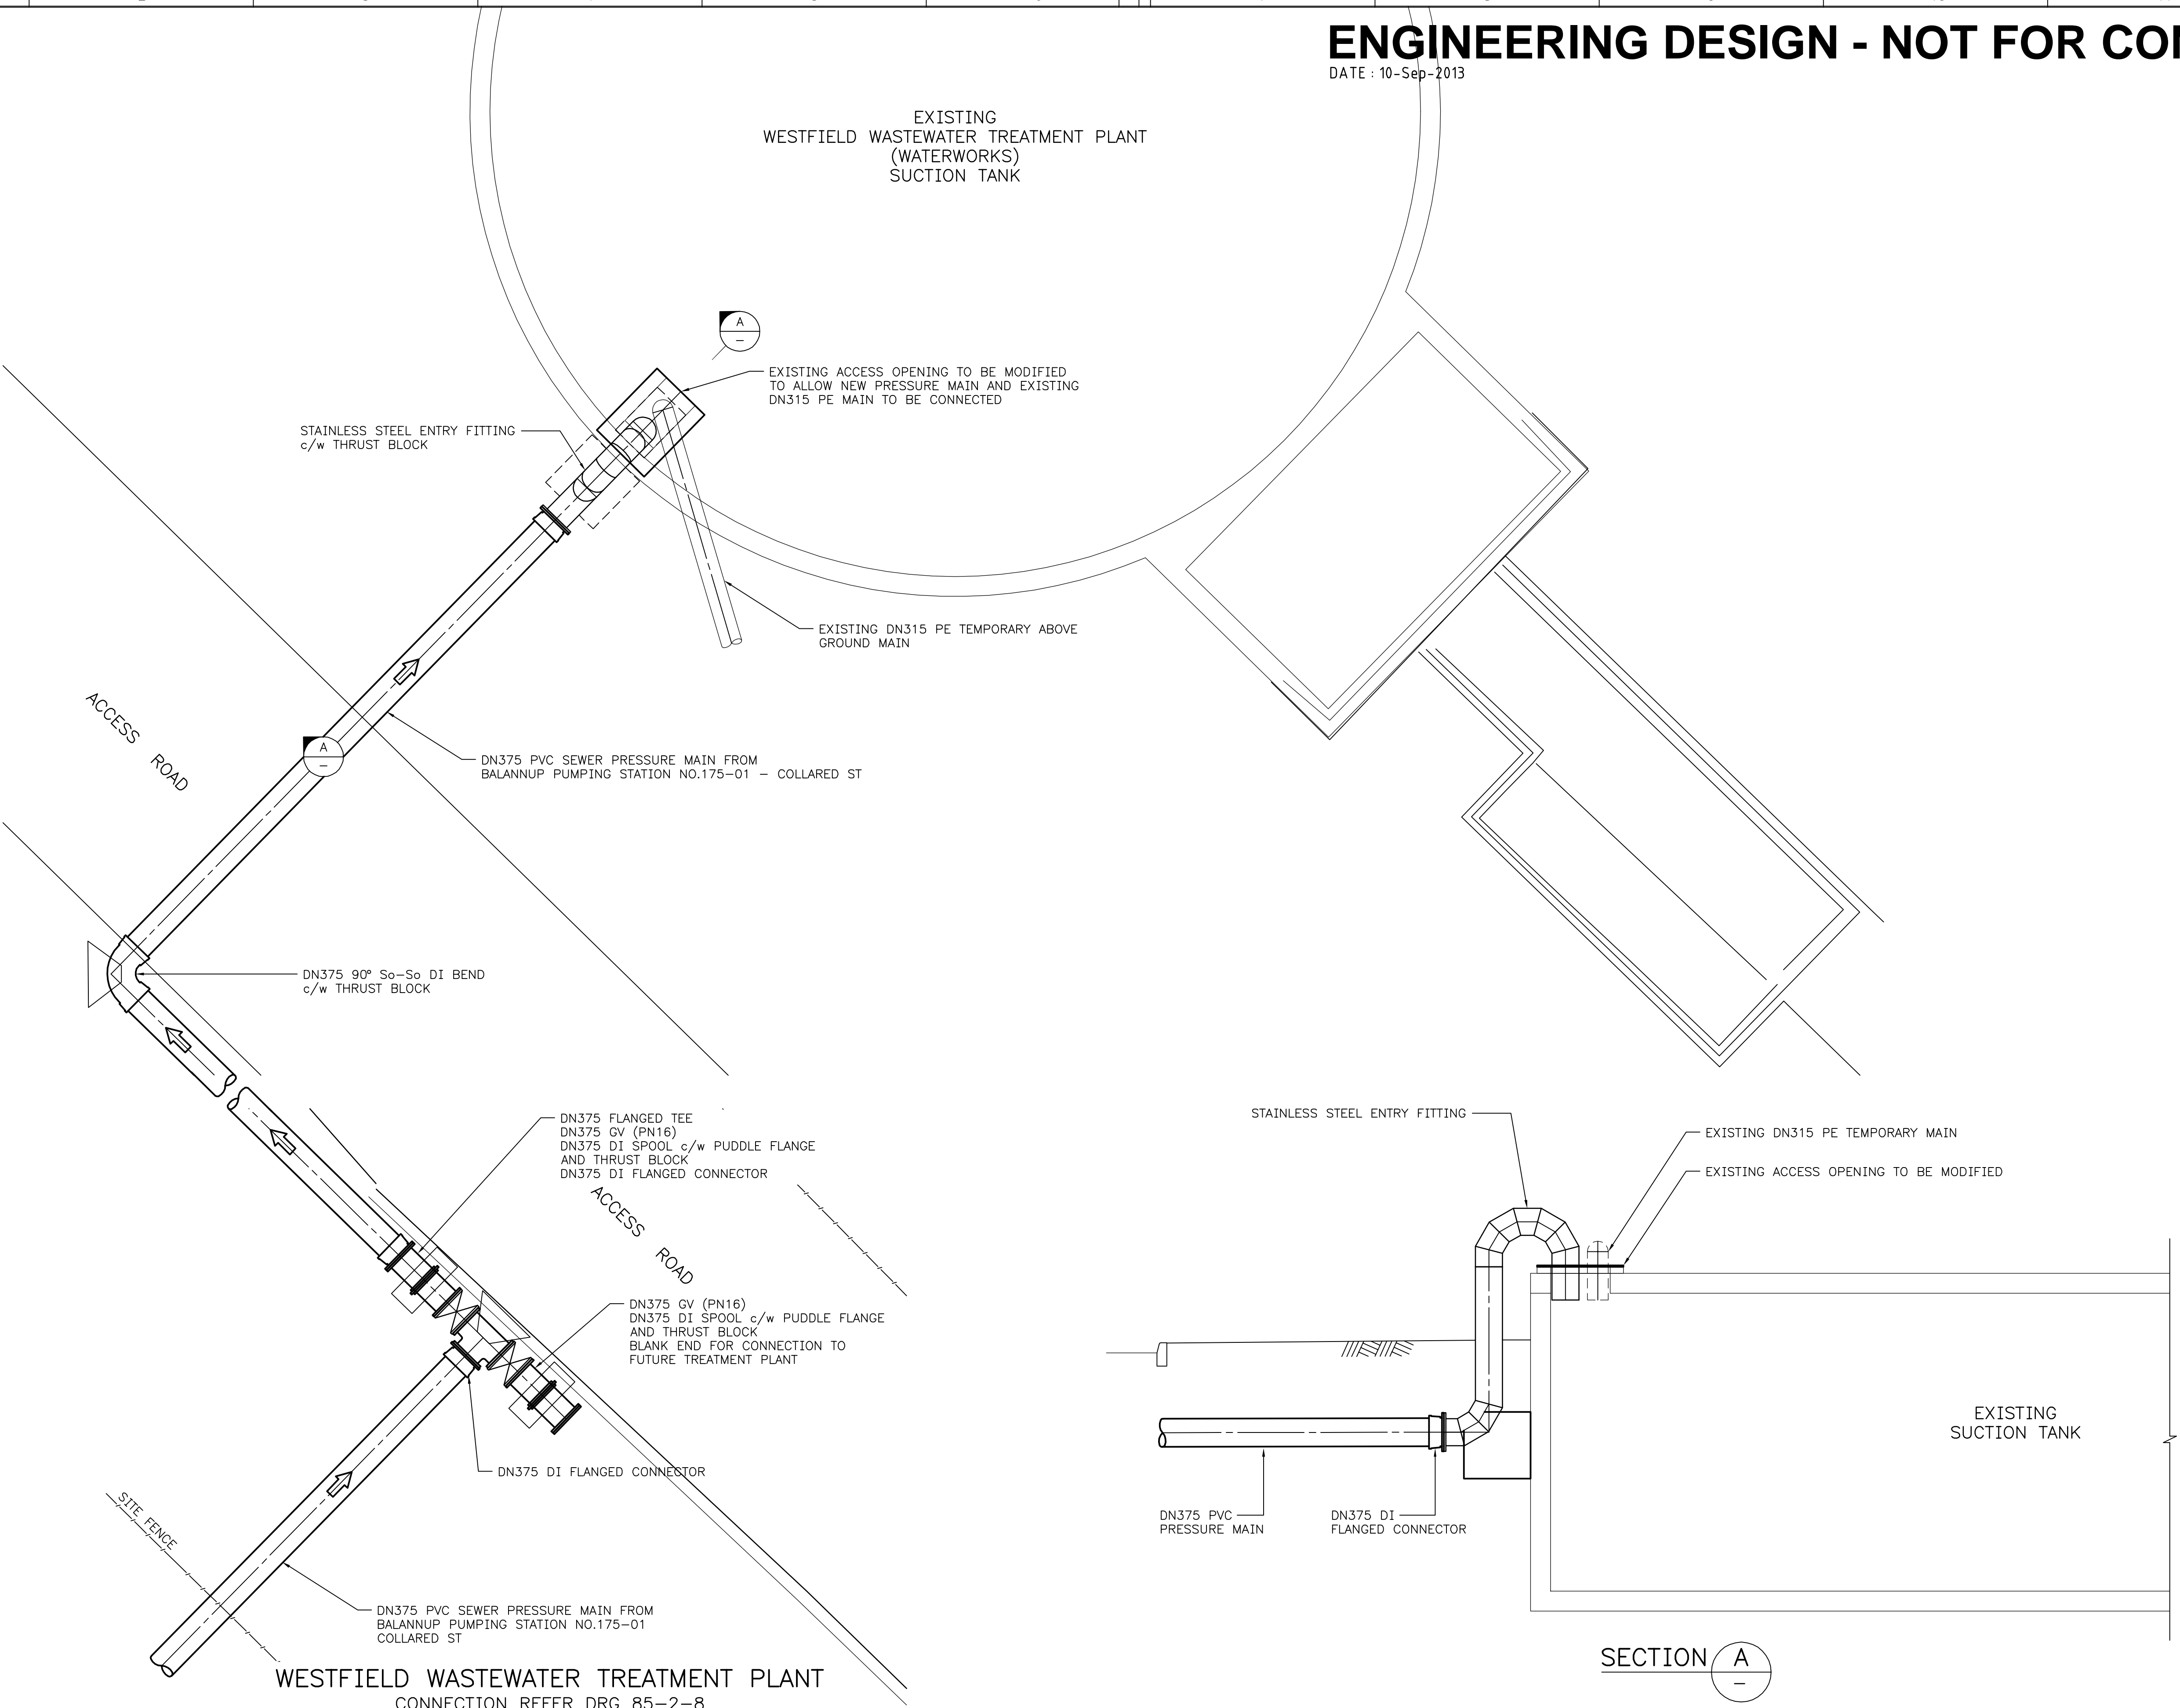 ENGINEERING DESIGN - NOT FOR
DATE : 10-Sep-2013
EXISTING
WESTFIELD WASTEWATER TREATMENT PLANT
(WATERWORKS)
SUCTION TANK
A
–
EXISTING ACCESS OPENING TO BE MODIFIED
TO ALLOW NEW PRESSURE MAIN AND EXISTING
DN315 PE MAIN TO BE CONNECTED
STAINLESS STEEL ENTRY FITTING
c/w THRUST BLOCK
EXISTING DN315 PE TEMPORARY ABOVE
GROUND MAIN
ACCESS ROAD
A
–
DN375 PVC SEWER PRESSURE MAIN FROM
BALANNUP PUMPING STATION NO.175-01 – COLLARED ST
DN375 90° So-So DI BEND
c/w THRUST BLOCK
DN375 FLANGED TEE
DN375 GV (PN16)
DN375 DI SPOOL c/w PUDDLE FLANGE
AND THRUST BLOCK
DN375 DI FLANGED CONNECTOR
ACCESS ROAD
DN375 GV (PN16)
DN375 DI SPOOL c/w PUDDLE FLANGE
AND THRUST BLOCK
BLANK END FOR CONNECTION TO
FUTURE TREATMENT PLANT
DN375 DI FLANGED CONNECTOR
SITE FENCE
DN375 PVC SEWER PRESSURE MAIN FROM
BALANNUP PUMPING STATION NO.175-01
COLLARED ST
WESTFIELD WASTEWATER TREATMENT PLANT
CONNECTION REFER DRG 85-2-8
STAINLESS STEEL ENTRY FITTING
EXISTING DN315 PE TEMPORARY MAIN
EXISTING ACCESS OPENING TO BE MODIFIED
EXISTING
SUCTION TANK
DN375 PVC
PRESSURE MAIN
DN375 DI
FLANGED CONNECTOR
SECTION A
–